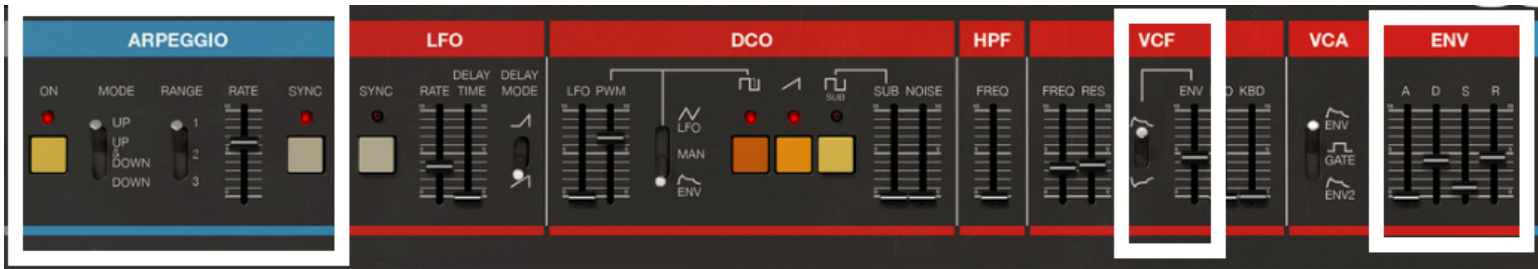 ARPEGGIO
LFO
DCO
HPF
VCF
VCA
ENV
ON
MODE
RANGE
RATE
SYNC
UP
UP
&
DOWN
DOWN
1
2
3
SYNC
RATE
DELAY
TIME
DELAY
MODE
LFO
PWM
LFO
MAN
ENV
SUB
SUB
NOISE
FREQ
FREQ
RES
ENV
KBD
ENV
GATE
ENV2
A
D
S
R